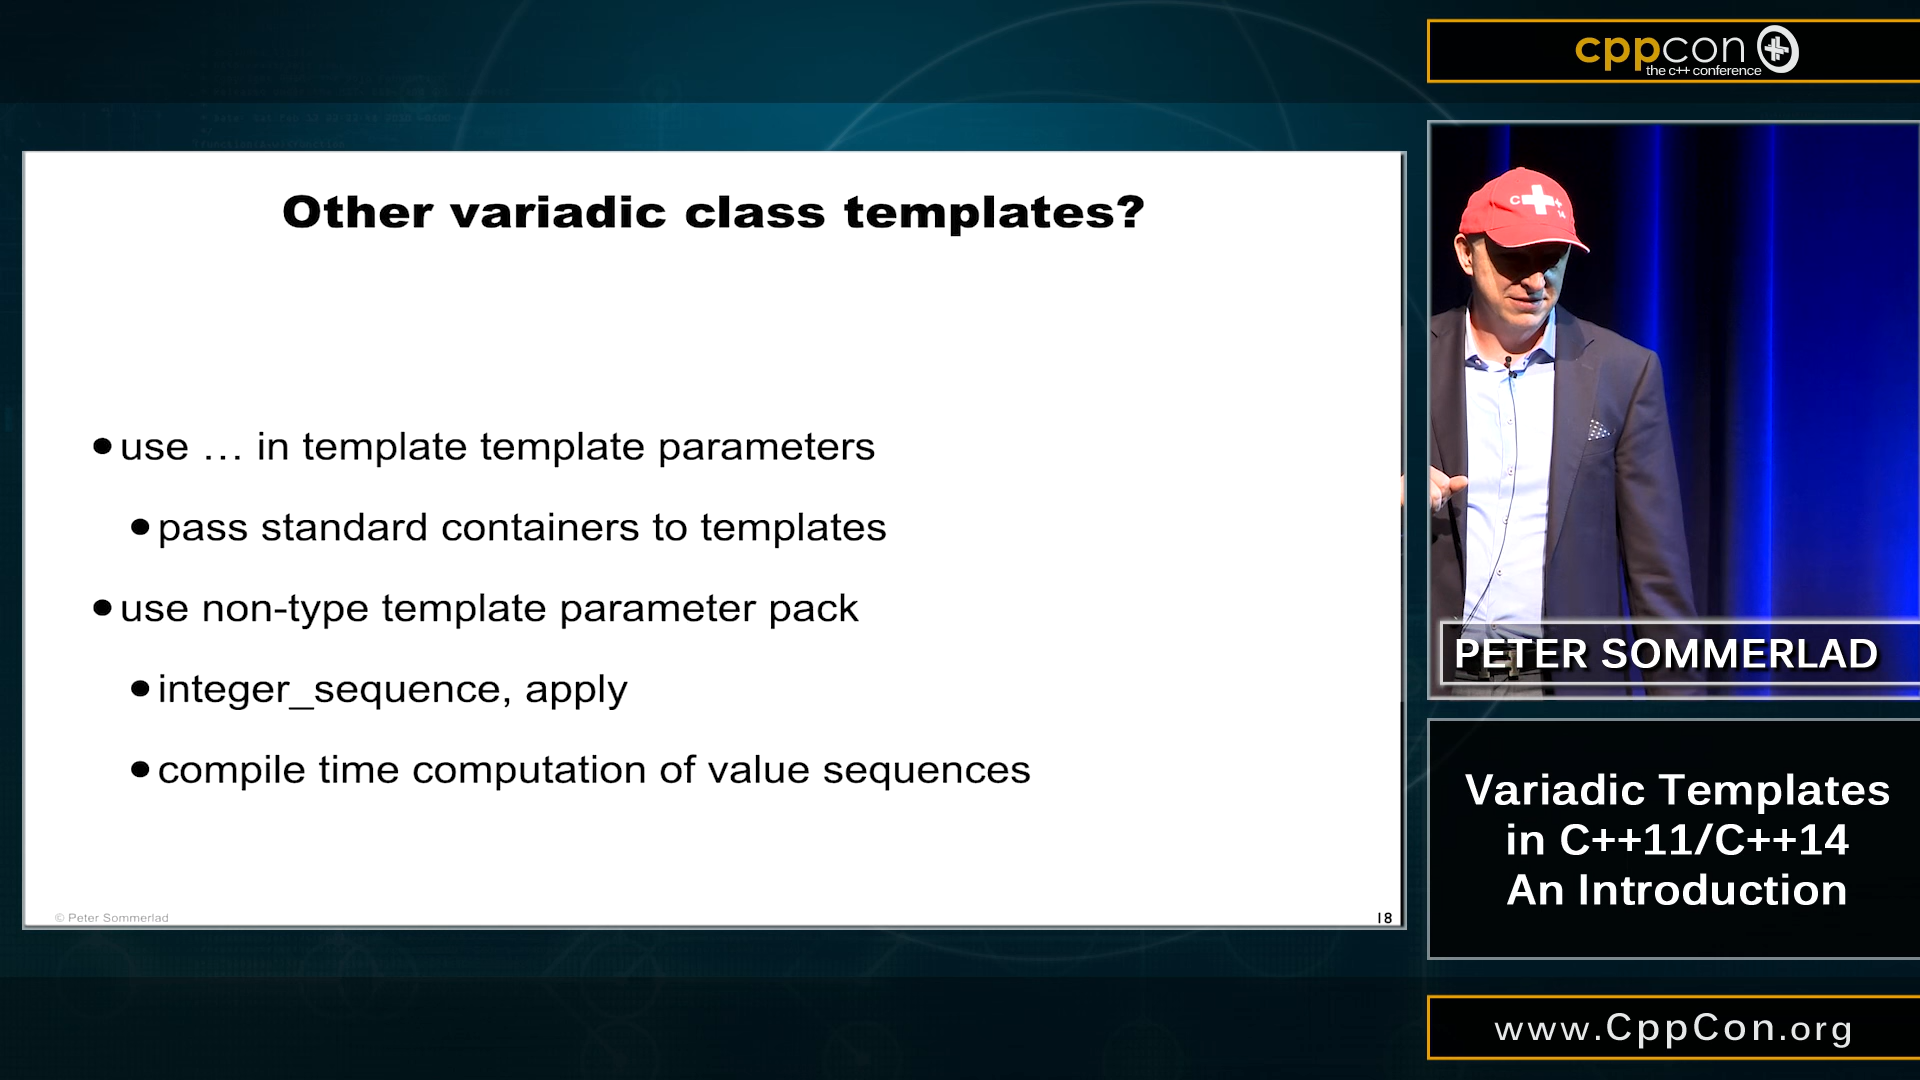 cppcon
the c++ conference
Other variadic class templates?
● use … in template template parameters
● pass standard containers to templates
● use non-type template parameter pack
● integer_sequence, apply
● compile time computation of value sequences
© Peter Sommerlad
18
C++
14
PETER SOMMERLAD
Variadic Templates
in C++11/C++14
An Introduction
www.CppCon.org